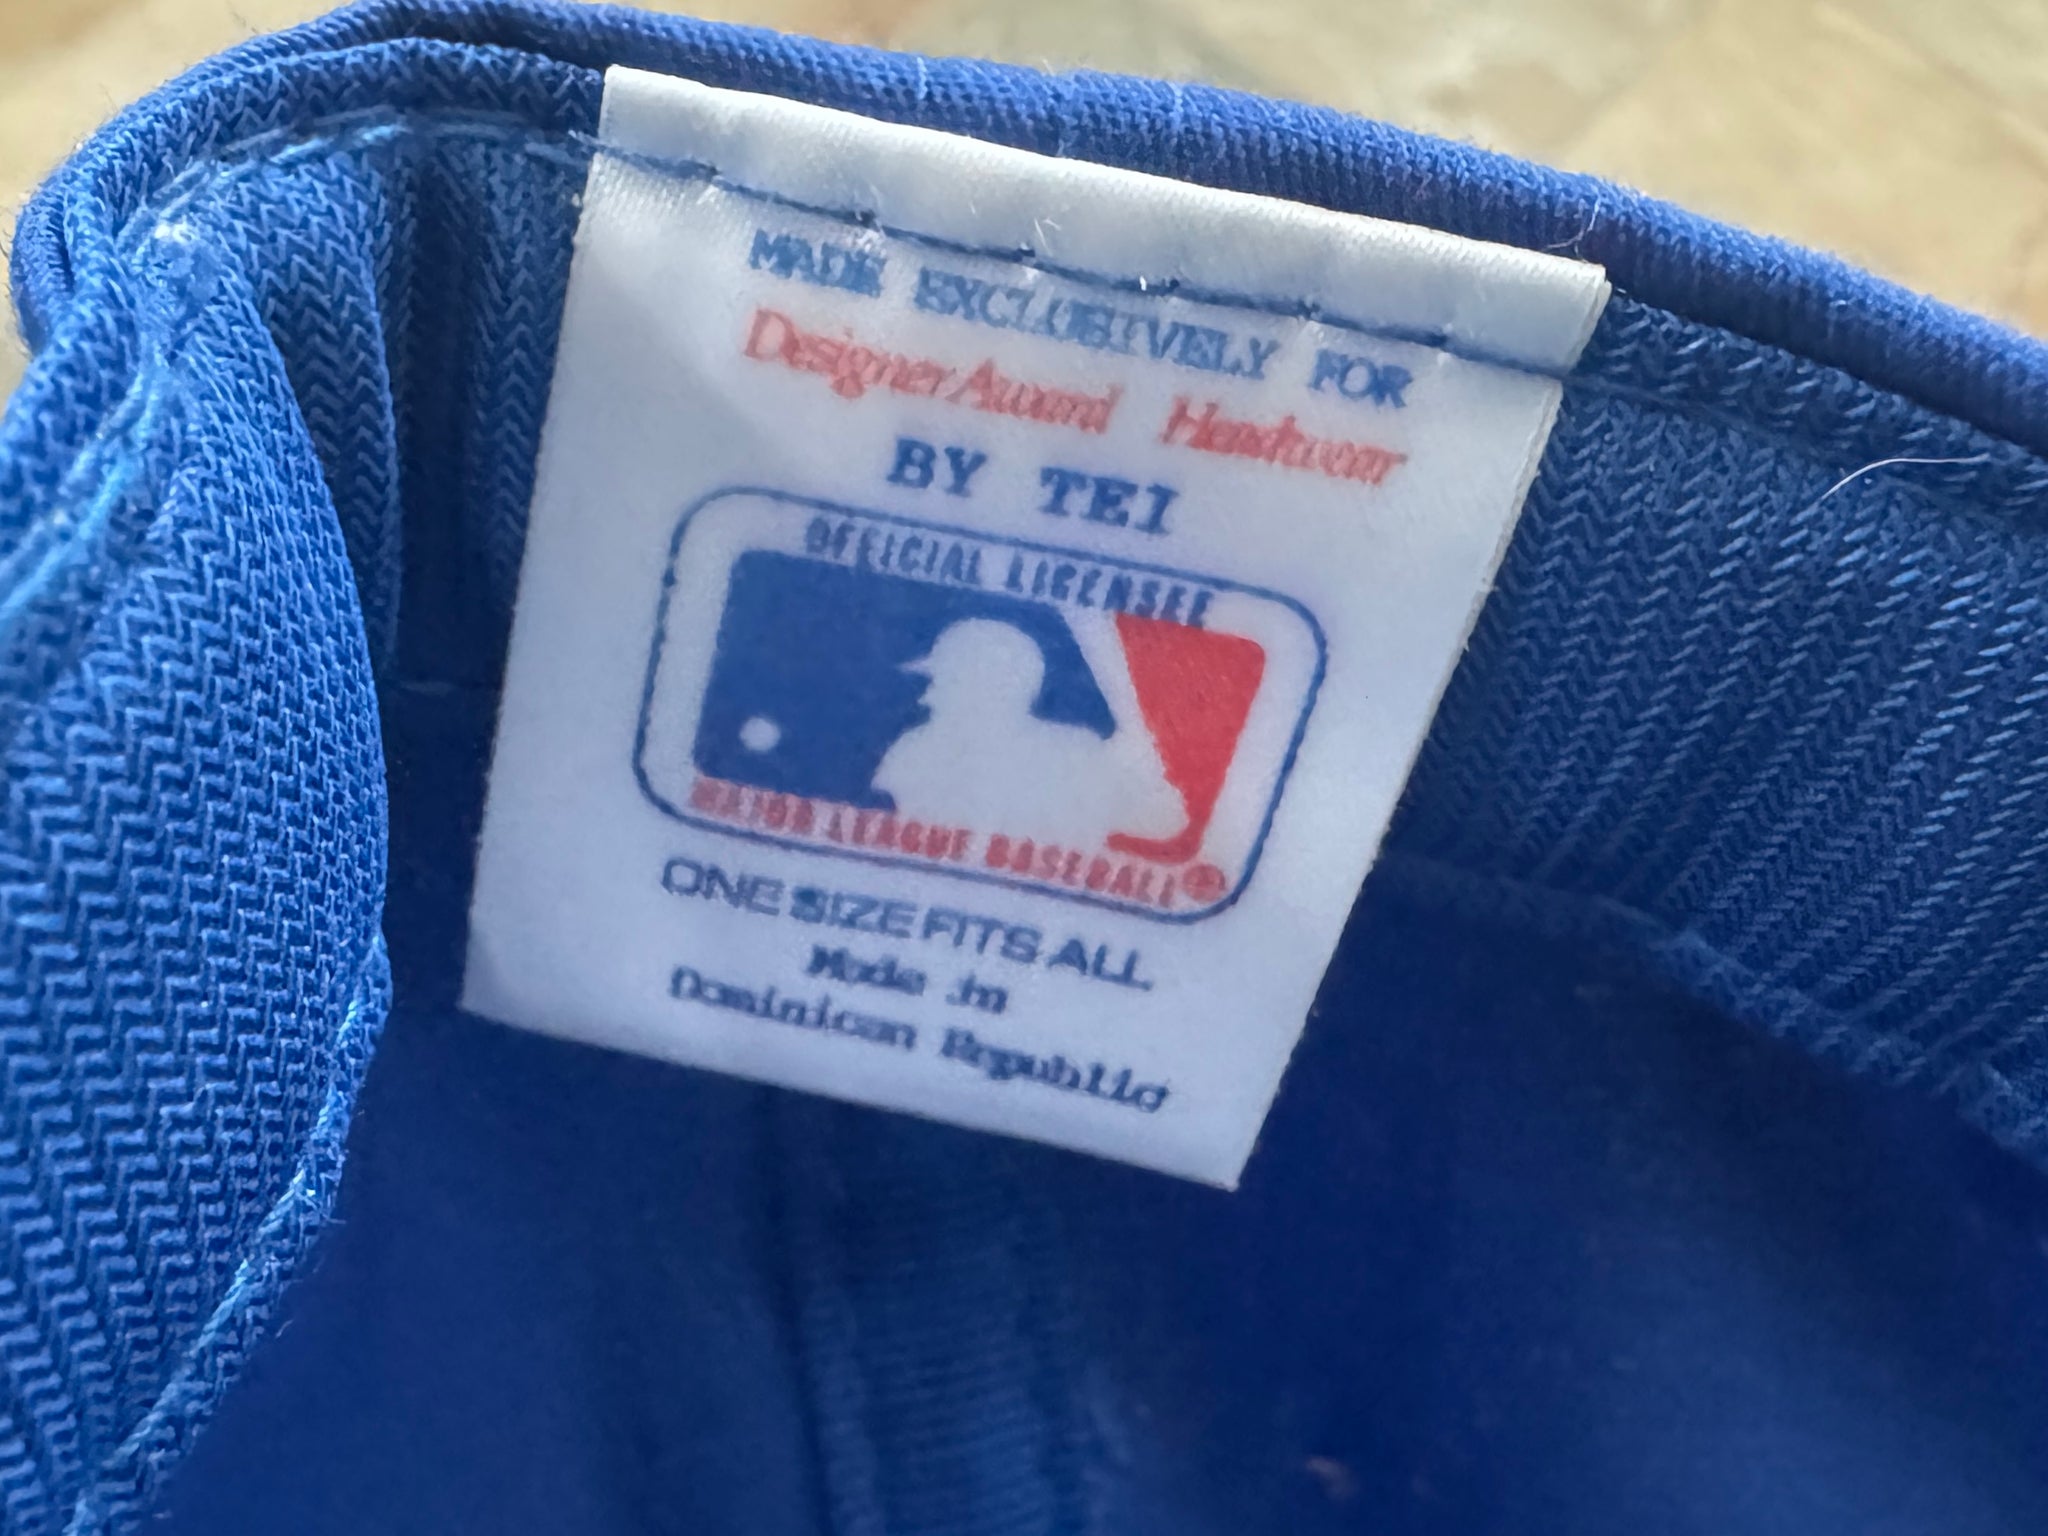 MADE EXCLUSIVELY FOR
Designer Award Headwear
BY TEI
OFFICIAL LICENSEE
MAJOR LEAGUE BASEBALL
ONE SIZE FITS ALL
Made in
Dominican Republic